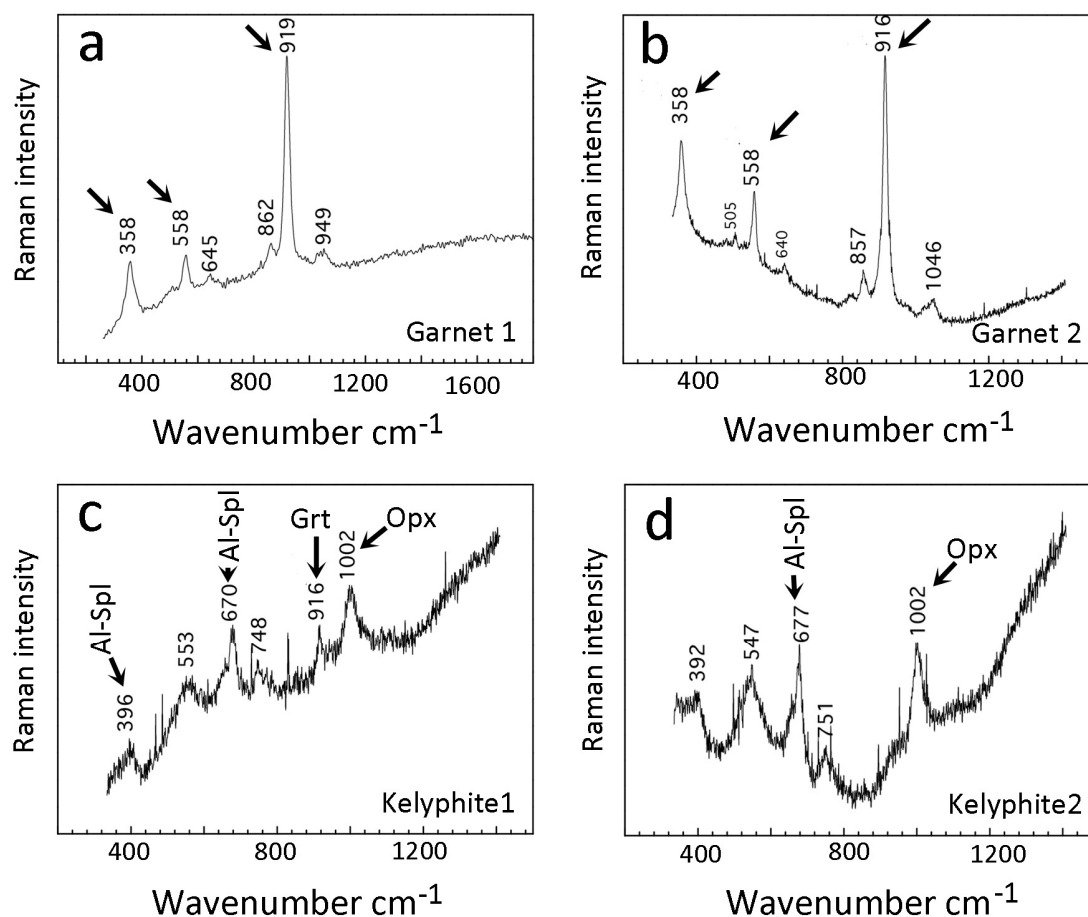 a
919
358
558
645
862
949
Garnet 1
Raman intensity
400 800 1200 1600
Wavenumber cm-1
b
916
358
558
505
640
857
1046
Garnet 2
Raman intensity
400 800 1200
Wavenumber cm-1
c
Al-Spl
396
553
Al-Spl
670
748
Grt
916
Opx
1002
Kelyphite1
Raman intensity
400 800 1200
Wavenumber cm-1
d
392
547
Al-Spl
677
751
Opx
1002
Kelyphite2
Raman intensity
400 800 1200
Wavenumber cm-1